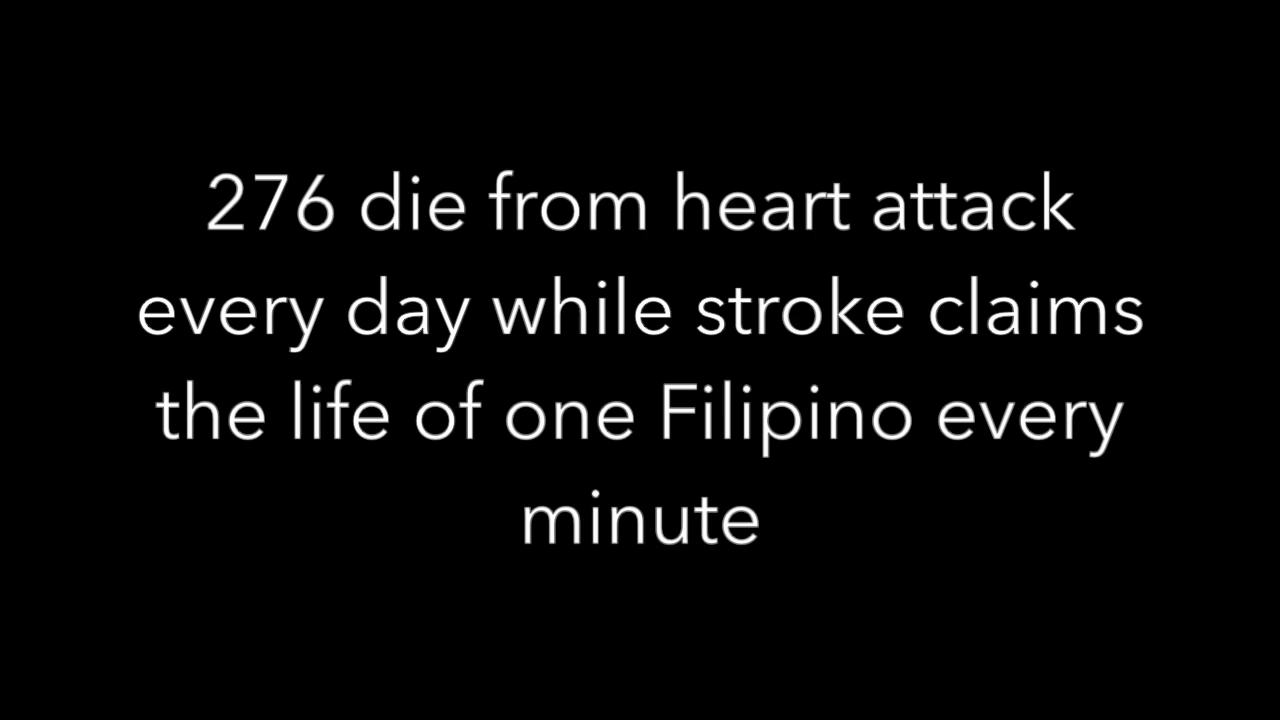 276 die from heart attack
every day while stroke claims
the life of one Filipino every
minute